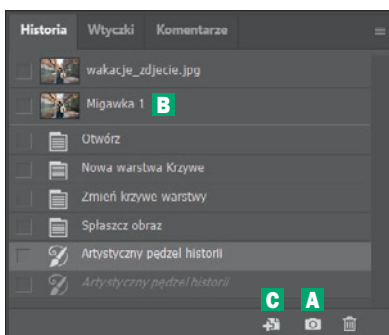 Historia Wtyczki Komentarze
wakacje_zdjecie.jpg
Migawka 1 B
Otwórz
Nowa warstwa Krzywe
Zmień krzywe warstwy
Spłaszcz obraz
Artystyczny pędzel historii
Artystyczny pędzel historii
C A